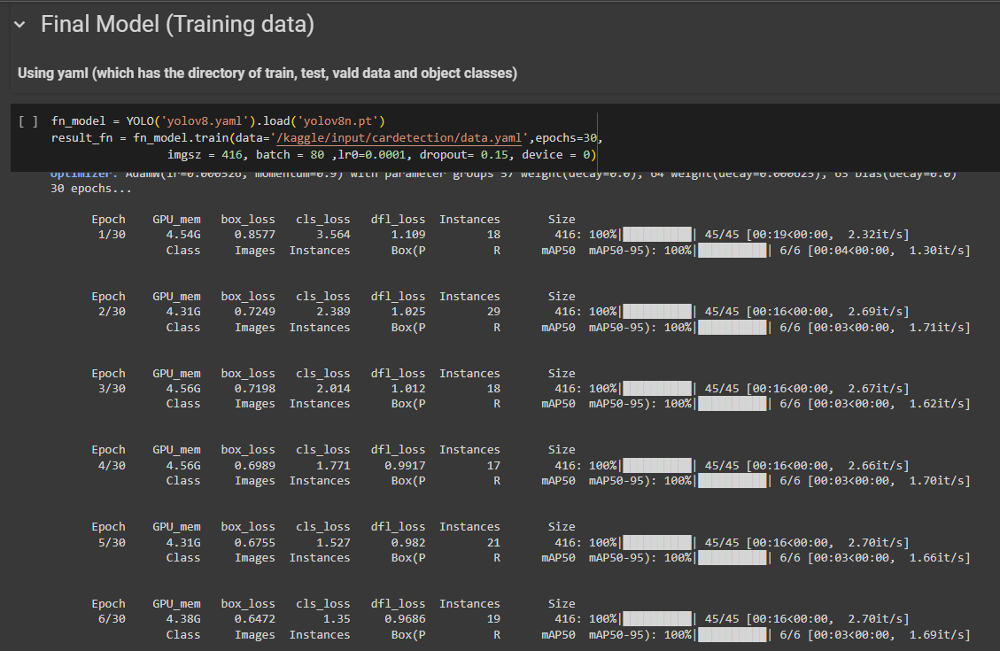 Final Model (Training data)
Using yaml (which has the directory of train, test, vald data and object classes)
[ ] fn_model = YOLO('yolov8.yaml').load('yolov8n.pt')
result_fn = fn_model.train(data='/kaggle/input/cardetection/data.yaml',epochs=30,
imgsz = 416, batch = 80 ,lr0=0.0001, dropout= 0.15, device = 0)
optimizer: AdamW(lr=0.000526, momentum=0.9) with parameter groups 57 weight(decay=0.0), 64 weight(decay=0.000625), 63 bias(decay=0.0)
30 epochs...
Epoch GPU_mem box_loss cls_loss dfl_loss Instances Size
1/30 4.54G 0.8577 3.564 1.109 18 416: 100%|██████████| 45/45 [00:19<00:00, 2.32it/s]
Class Images Instances Box(P R mAP50 mAP50-95): 100%|██████████| 6/6 [00:04<00:00, 1.30it/s]
Epoch GPU_mem box_loss cls_loss dfl_loss Instances Size
2/30 4.31G 0.7249 2.389 1.025 29 416: 100%|██████████| 45/45 [00:16<00:00, 2.69it/s]
Class Images Instances Box(P R mAP50 mAP50-95): 100%|██████████| 6/6 [00:03<00:00, 1.71it/s]
Epoch GPU_mem box_loss cls_loss dfl_loss Instances Size
3/30 4.56G 0.7198 2.014 1.012 18 416: 100%|██████████| 45/45 [00:16<00:00, 2.67it/s]
Class Images Instances Box(P R mAP50 mAP50-95): 100%|██████████| 6/6 [00:03<00:00, 1.62it/s]
Epoch GPU_mem box_loss cls_loss dfl_loss Instances Size
4/30 4.56G 0.6989 1.771 0.9917 17 416: 100%|██████████| 45/45 [00:16<00:00, 2.66it/s]
Class Images Instances Box(P R mAP50 mAP50-95): 100%|██████████| 6/6 [00:03<00:00, 1.70it/s]
Epoch GPU_mem box_loss cls_loss dfl_loss Instances Size
5/30 4.31G 0.6755 1.527 0.982 21 416: 100%|██████████| 45/45 [00:16<00:00, 2.70it/s]
Class Images Instances Box(P R mAP50 mAP50-95): 100%|██████████| 6/6 [00:03<00:00, 1.66it/s]
Epoch GPU_mem box_loss cls_loss dfl_loss Instances Size
6/30 4.38G 0.6472 1.35 0.9686 19 416: 100%|██████████| 45/45 [00:16<00:00, 2.70it/s]
Class Images Instances Box(P R mAP50 mAP50-95): 100%|██████████| 6/6 [00:03<00:00, 1.69it/s]